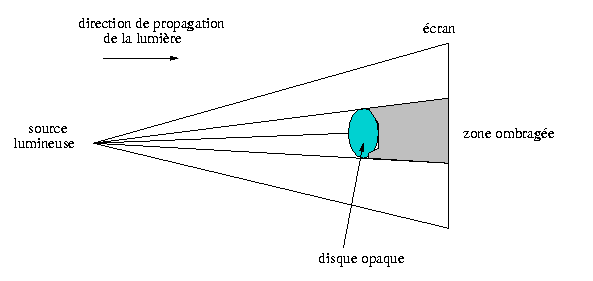 direction de propagation
de la lumière
écran
source
lumineuse
zone ombragée
disque opaque